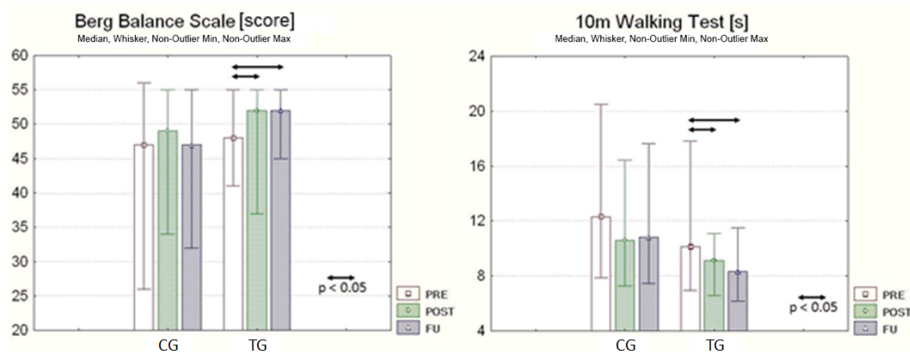 Berg Balance Scale [score]
Median, Whisker, Non-Outlier Min, Non-Outlier Max
60
55
50
45
40
35
30
25
20
p < 0.05
PRE
POST
FU
CG TG
10m Walking Test [s]
Median, Whisker, Non-Outlier Min, Non-Outlier Max
24
20
16
12
8
4
p < 0.05
PRE
POST
FU
CG TG